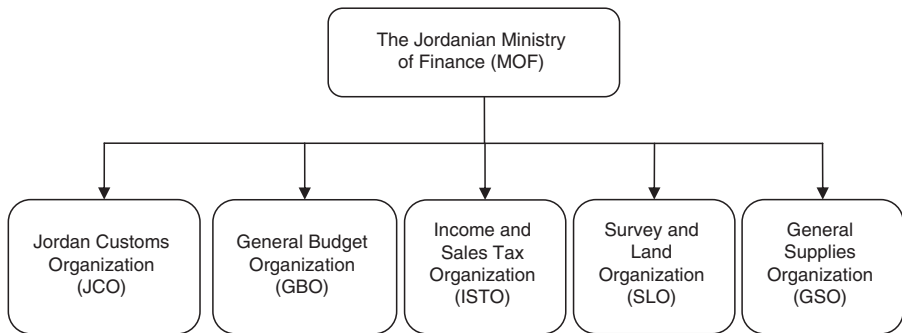 The Jordanian Ministry
of Finance (MOF)
Jordan Customs
Organization
(JCO)
General Budget
Organization
(GBO)
Income and
Sales Tax
Organization
(ISTO)
Survey and
Land
Organization
(SLO)
General
Supplies
Organization
(GSO)